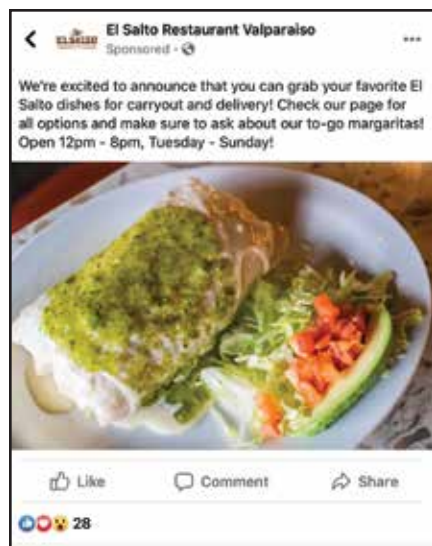 El Salto Restaurant Valparaiso
EL SALTO
Sponsored ·
We're excited to announce that you can grab your favorite El
Salto dishes for carryout and delivery! Check our page for
all options and make sure to ask about our to-go margaritas!
Open 12pm - 8pm, Tuesday - Sunday!
Like
Comment
Share
28